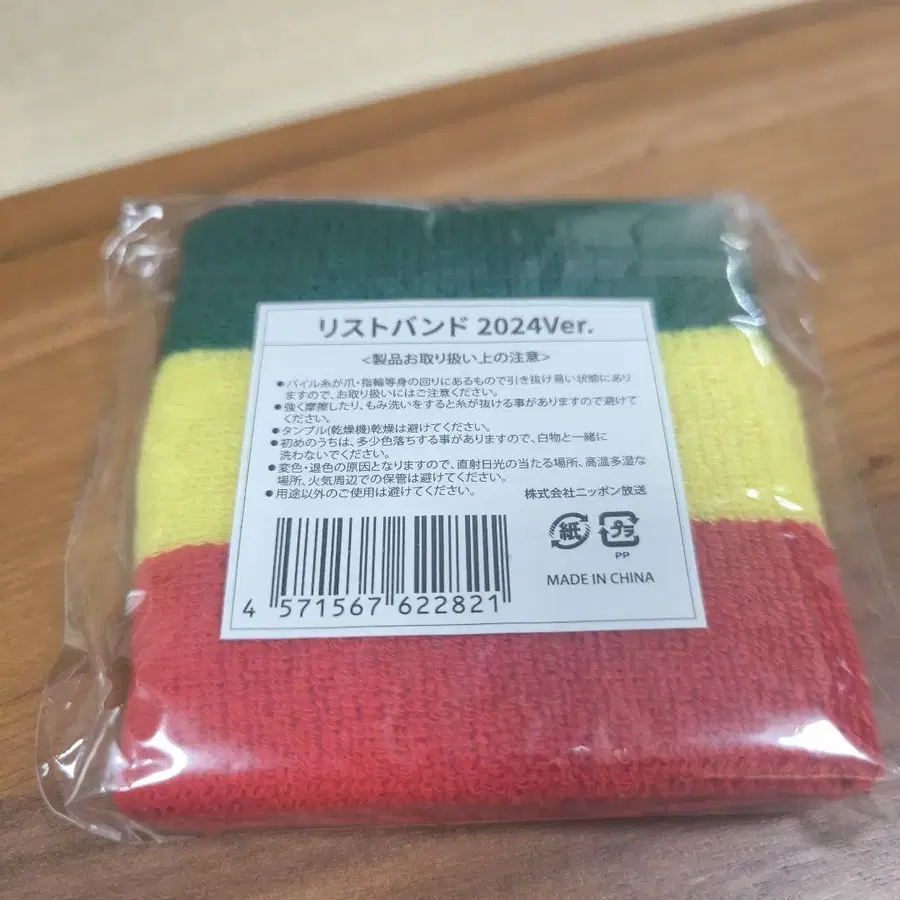 リストバンド 2024Ver.
<製品お取り扱い上の注意>
●パイル糸が爪・指輪等身の回りにあるもので引き抜け易い状態にあり
ますので、お取り扱いにはご注意ください。
●強く摩擦したり、もみ洗いをすると糸が抜ける事がありますので避けて
ください。
●タンブル(乾燥機)乾燥は避けてください。
●初めのうちは、多少色落ちする事がありますので、白物と一緒に
洗わないでください。
●変色・退色の原因となりますので、直射日光の当たる場所、高温多湿な
場所、火気周辺での保管は避けてください。
●用途以外のご使用は避けてください。
株式会社ニッポン放送
紙 プラ
PP
MADE IN CHINA
4 571567 622821